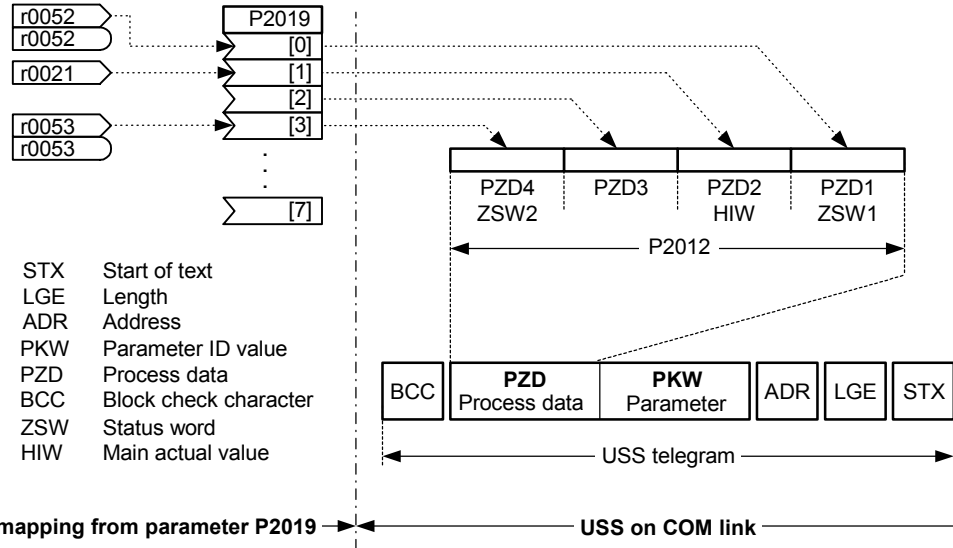 r0052
r0052
r0021
r0053
r0053
P2019
[0]
[1]
[2]
[3]
[7]
PZD4 PZD3 PZD2 PZD1
ZSW2 HIW ZSW1
P2012
STX Start of text
LGE Length
ADR Address
PKW Parameter ID value
PZD Process data
BCC Block check character
ZSW Status word
HIW Main actual value
BCC
PZD
Process data
PKW
Parameter
ADR
LGE
STX
USS telegram
mapping from parameter P2019
USS on COM link